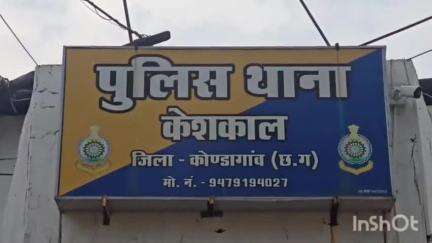 पुलिस थाना
केशकाल
जिला - कोण्डागांव (छ.ग)
मो. नं. - 9479194027
InShOt